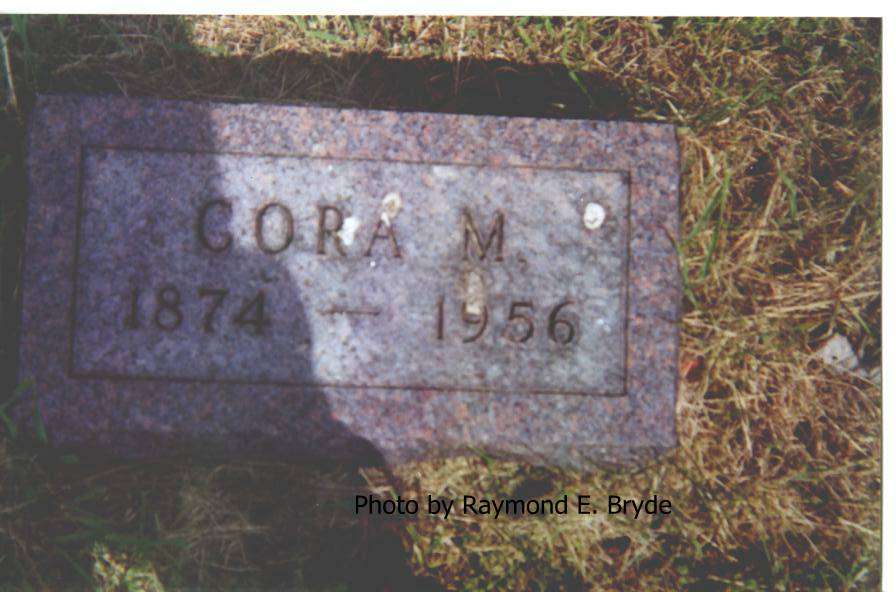 CORA M.
1874 — 1956
Photo by Raymond E. Bryde